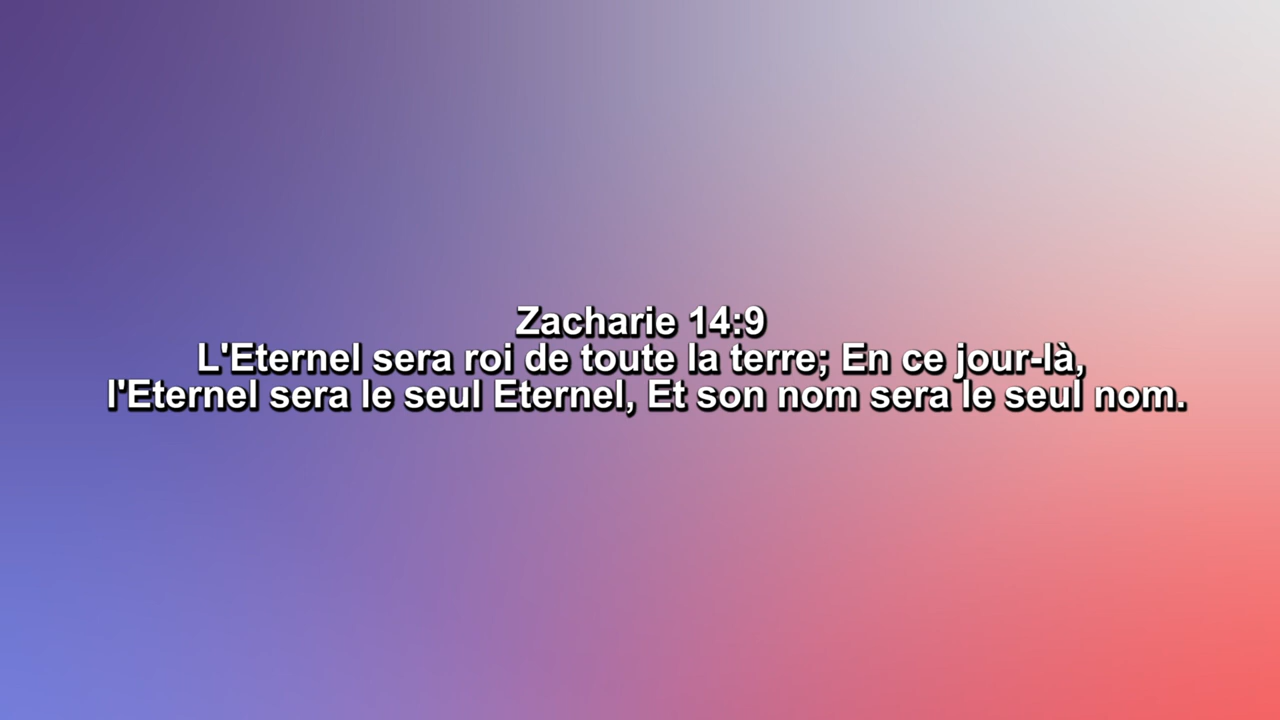 Zacharie 14:9
L'Eternel sera roi de toute la terre; En ce jour-là,
l'Eternel sera le seul Eternel, Et son nom sera le seul nom.